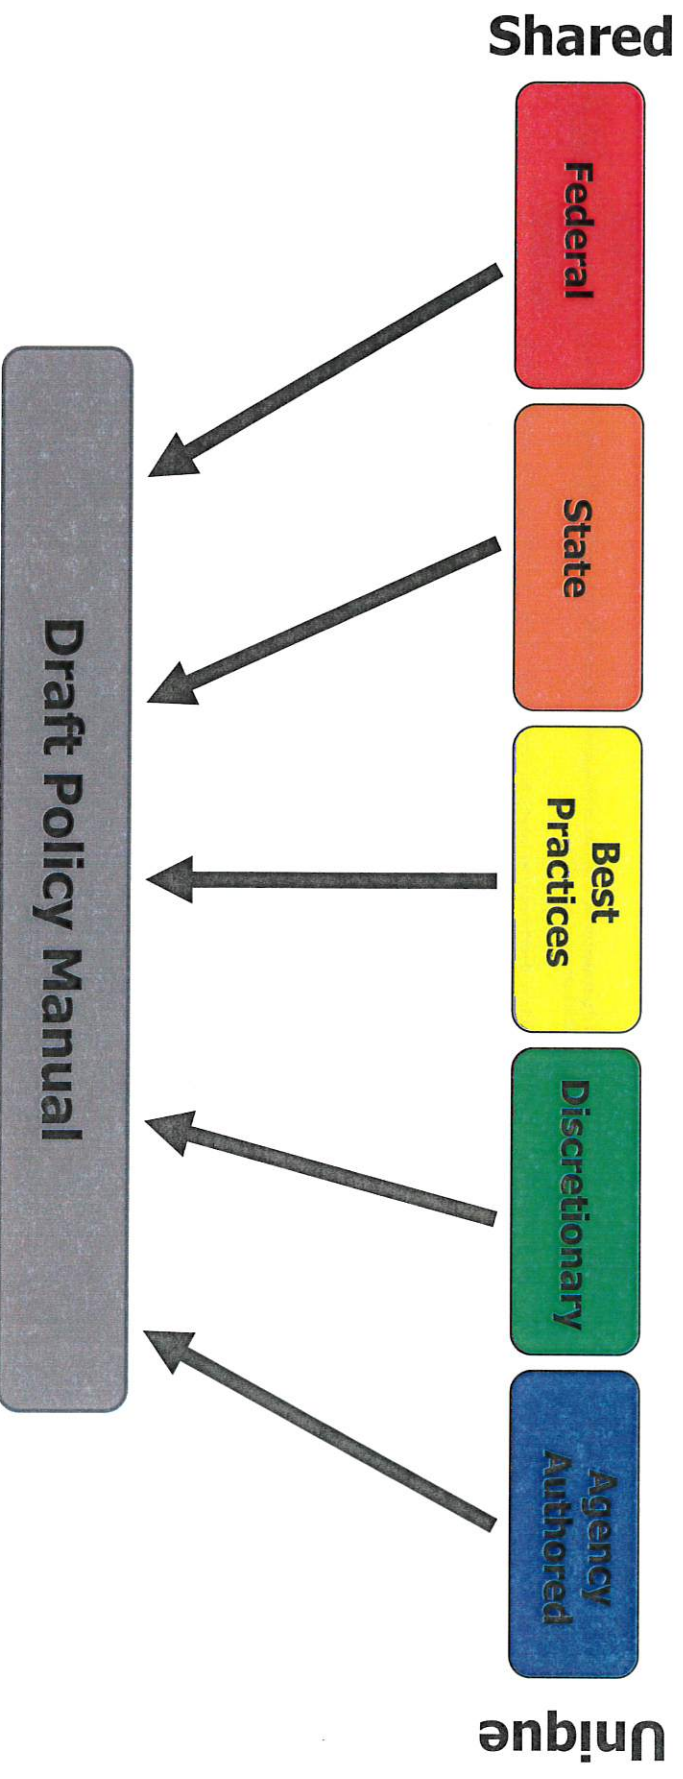 Shared
Federal
State
Best
Practices
Discretionary
Agency
Authored
Unique
Draft Policy Manual